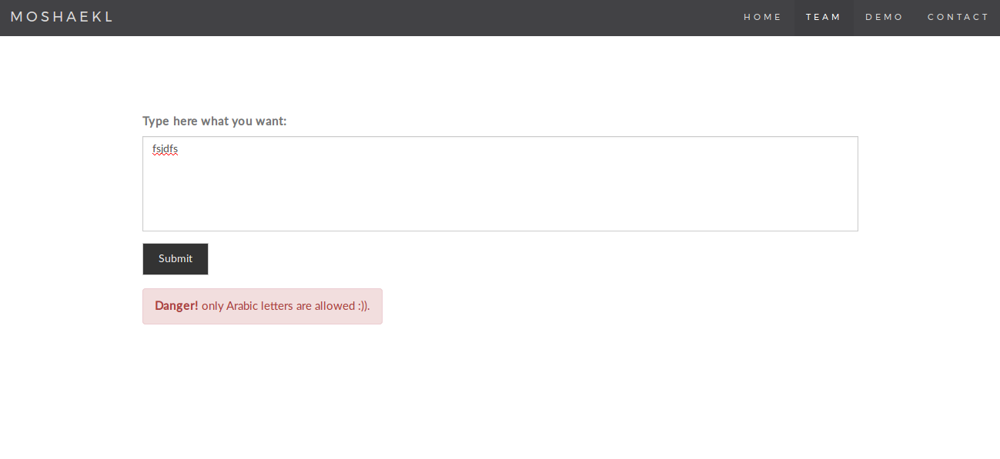 MOSHAEKL
HOME TEAM DEMO CONTACT
Type here what you want:
fsjdfs
Submit
Danger! only Arabic letters are allowed :)).